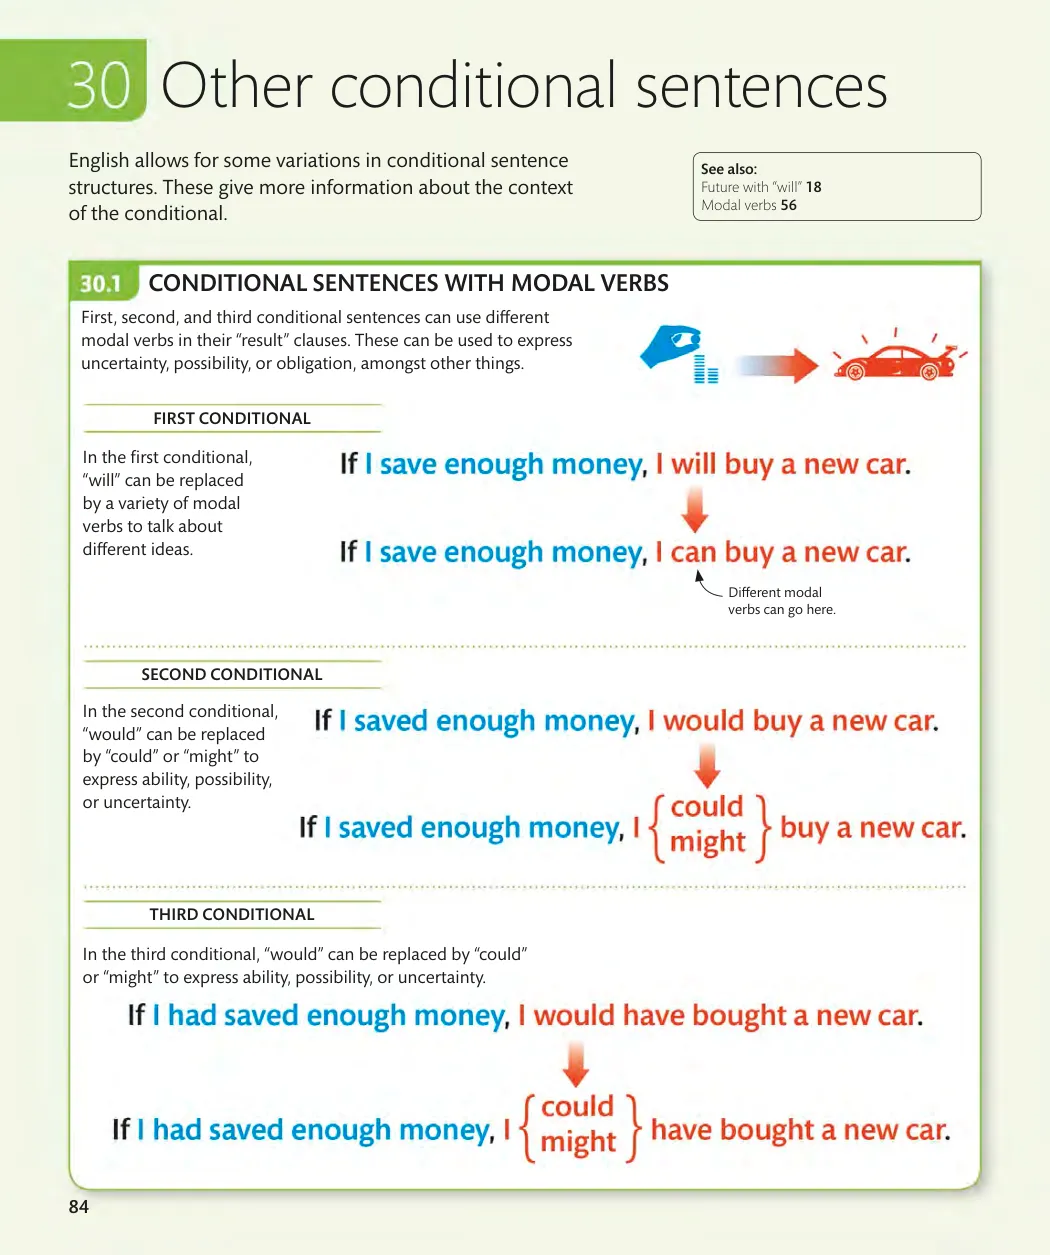 30 Other conditional sentences
English allows for some variations in conditional sentence
structures. These give more information about the context
of the conditional.
See also:
Future with “will” 18
Modal verbs 56
30.1 CONDITIONAL SENTENCES WITH MODAL VERBS
First, second, and third conditional sentences can use different
modal verbs in their “result” clauses. These can be used to express
uncertainty, possibility, or obligation, amongst other things.
FIRST CONDITIONAL
In the first conditional,
“will” can be replaced
by a variety of modal
verbs to talk about
different ideas.
If I save enough money, I will buy a new car.
If I save enough money, I can buy a new car.
Different modal
verbs can go here.
SECOND CONDITIONAL
In the second conditional,
“would” can be replaced
by “could” or “might” to
express ability, possibility,
or uncertainty.
If I saved enough money, I would buy a new car.
could
If I saved enough money, I { } buy a new car.
might
THIRD CONDITIONAL
In the third conditional, “would” can be replaced by “could”
or “might” to express ability, possibility, or uncertainty.
If I had saved enough money, I would have bought a new car.
could
If I had saved enough money, I { } have bought a new car.
might
84